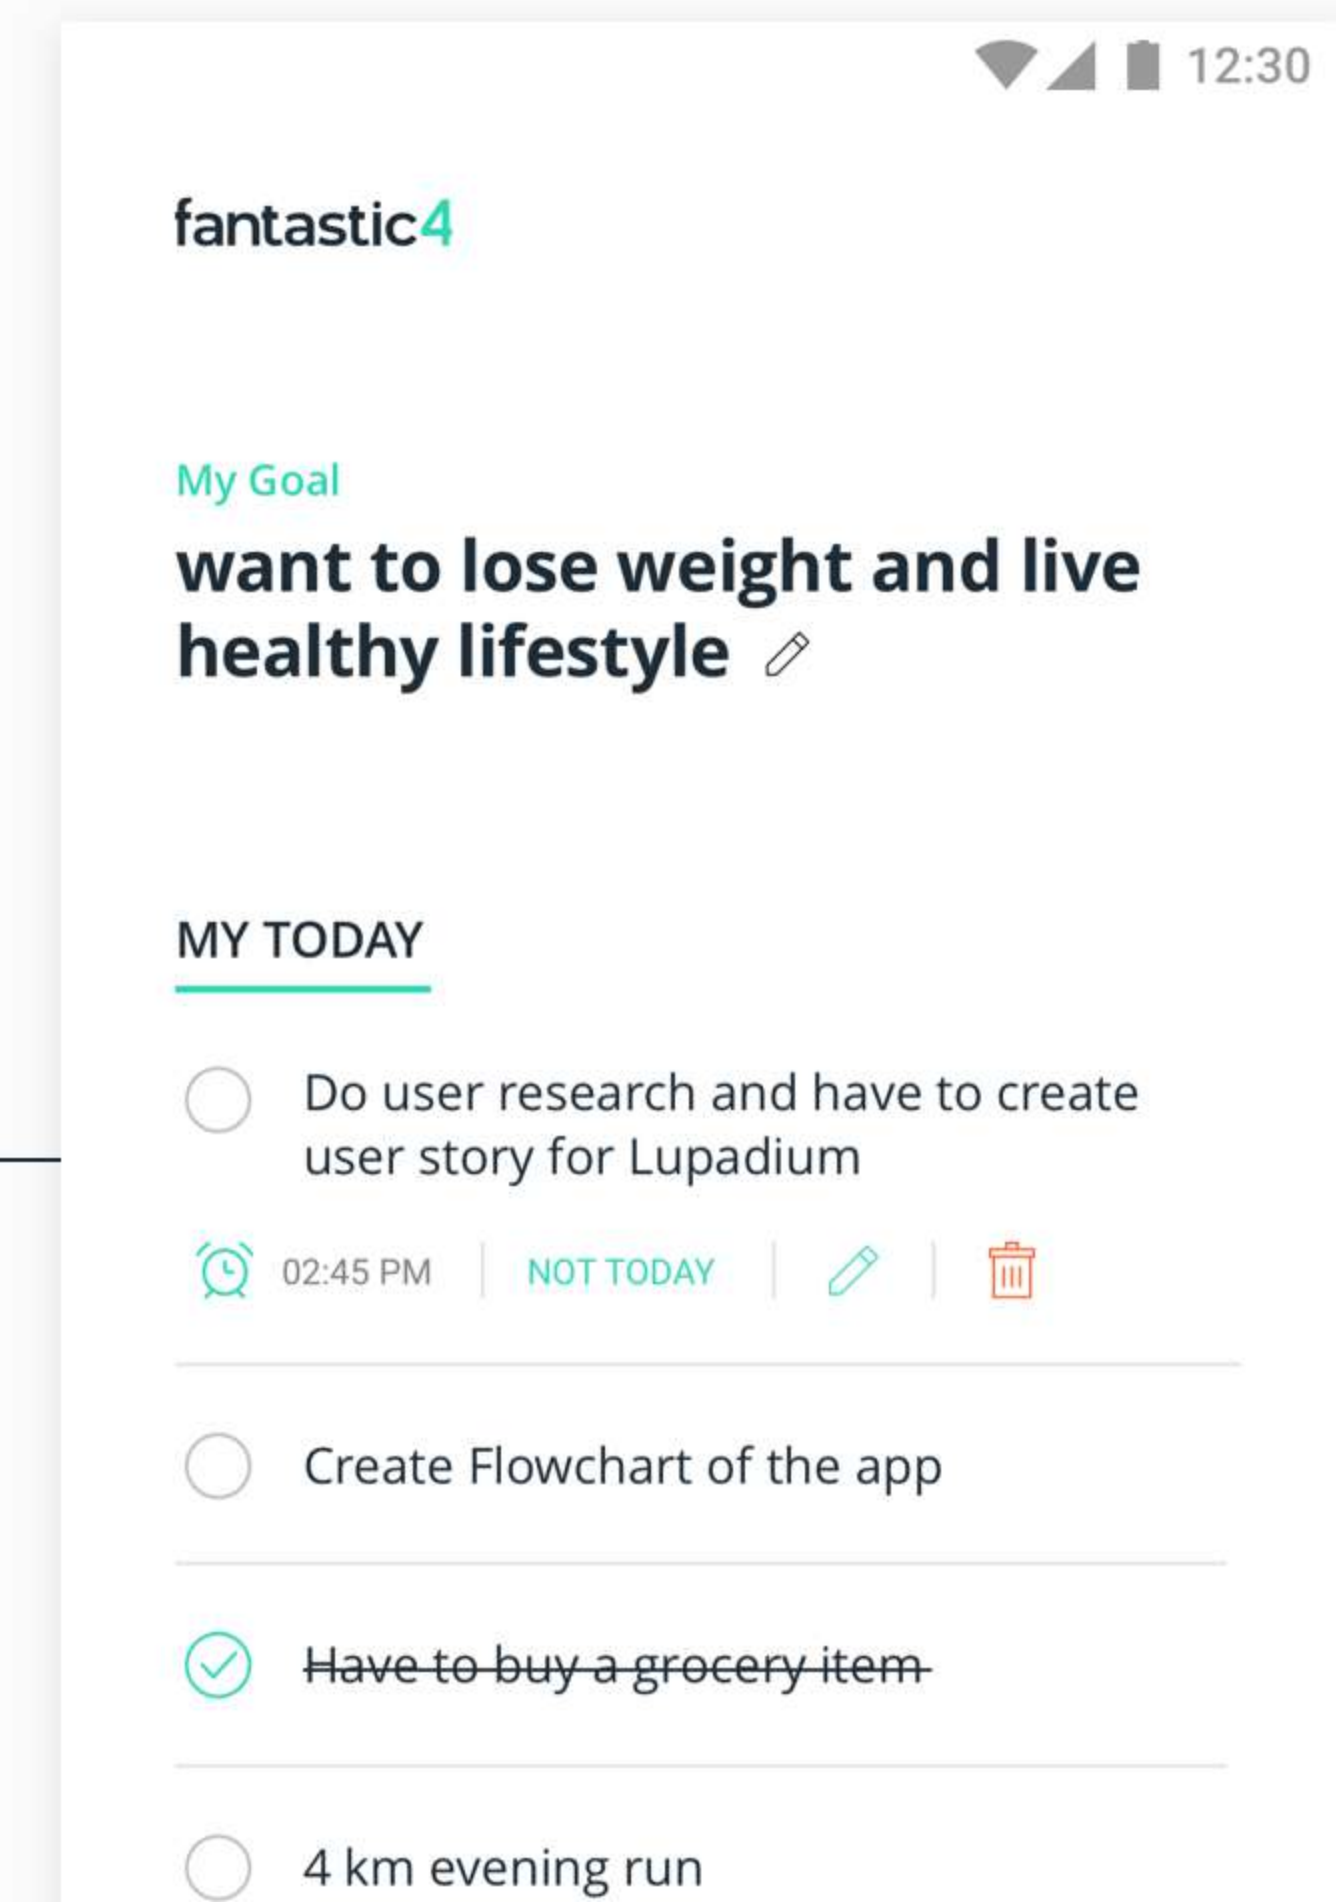 12:30
fantastic4
My Goal
want to lose weight and live
healthy lifestyle
MY TODAY
Do user research and have to create
user story for Lupadium
02:45 PM NOT TODAY
Create Flowchart of the app
Have to buy a grocery item
4 km evening run